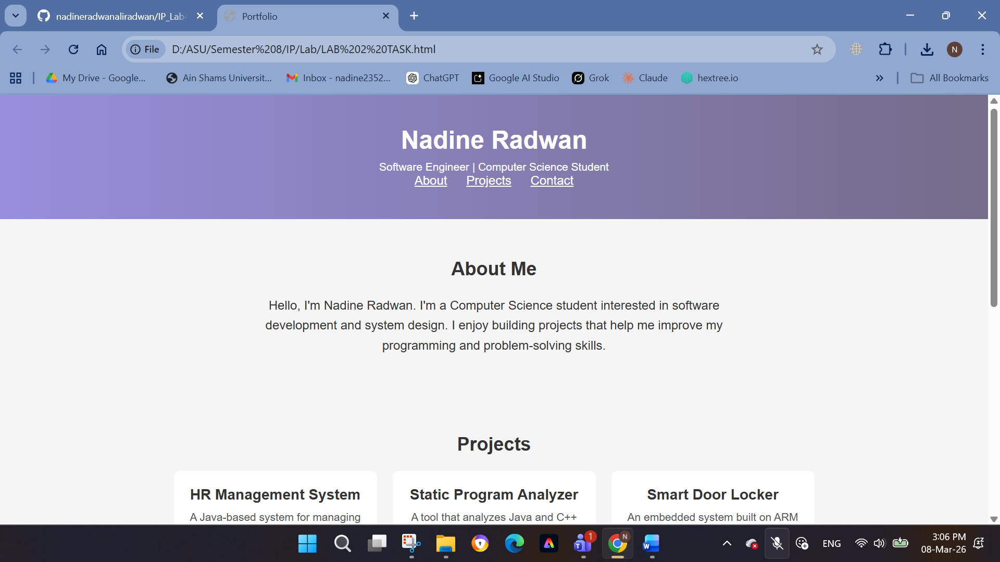 nadineradwanaliradwan/IP_Lab
Portfolio
File
D:/ASU/Semester%208/IP/Lab/LAB%202%20TASK.html
N
My Drive - Google...
Ain Shams Universit...
Inbox - nadine2352...
ChatGPT
Google AI Studio
Grok
Claude
hextree.io
All Bookmarks
Nadine Radwan
Software Engineer | Computer Science Student
About Projects Contact
About Me
Hello, I'm Nadine Radwan. I'm a Computer Science student interested in software
development and system design. I enjoy building projects that help me improve my
programming and problem-solving skills.
Projects
HR Management System
A Java-based system for managing
Static Program Analyzer
A tool that analyzes Java and C++
Smart Door Locker
An embedded system built on ARM
1
N
ENG
3:06 PM
08-Mar-26